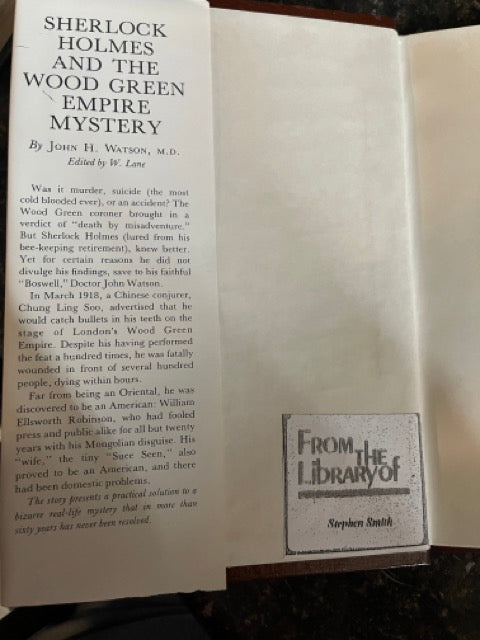 SHERLOCK
HOLMES
AND THE
WOOD GREEN
EMPIRE
MYSTERY
By JOHN H. WATSON, M.D.
Edited by W. Lane
Was it murder, suicide (the most
cold blooded ever), or an accident? The
Wood Green coroner brought in a
verdict of "death by misadventure."
But Sherlock Holmes (lured from his
bee-keeping retirement), knew better.
Yet for certain reasons he did not
divulge his findings, save to his faithful
"Boswell," Doctor John Watson.
In March 1918, a Chinese conjurer,
Chung Ling Soo, advertised that he
would catch bullets in his teeth on the
stage of London's Wood Green
Empire. Despite his having performed
the feat a hundred times, he was fatally
wounded in front of several hundred
people, dying within hours.
Far from being an Oriental, he was
discovered to be an American: William
Ellsworth Robinson, who had fooled
press and public alike for all but twenty
years with his Mongolian disguise. His
"wife," the tiny "Suee Seen," also
proved to be an American, and there
had been domestic problems.
The story presents a practical solution to a
bizarre real-life mystery that in more than
sixty years has never been resolved.
FROM THE
LIBRARY OF
Stephen Smith